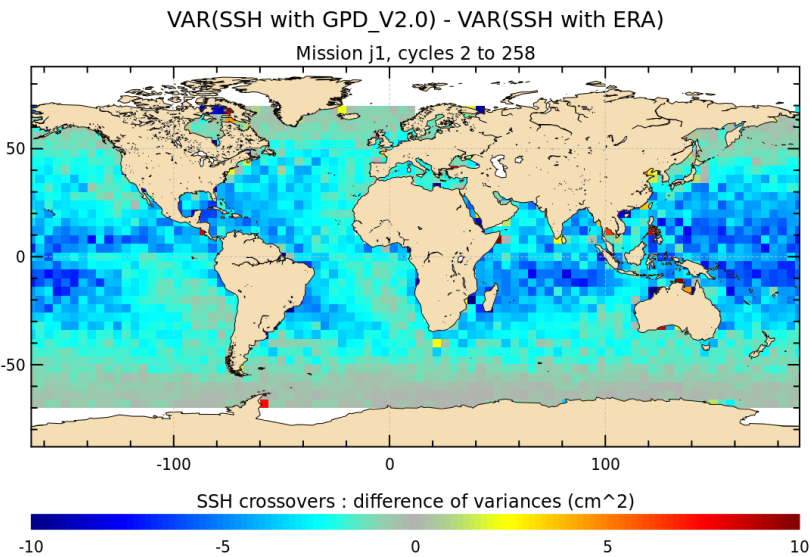 VAR(SSH with GPD_V2.0) - VAR(SSH with ERA)
Mission j1, cycles 2 to 258
50
0
-50
-100 0 100
SSH crossovers : difference of variances (cm^2)
-10 -5 0 5 10